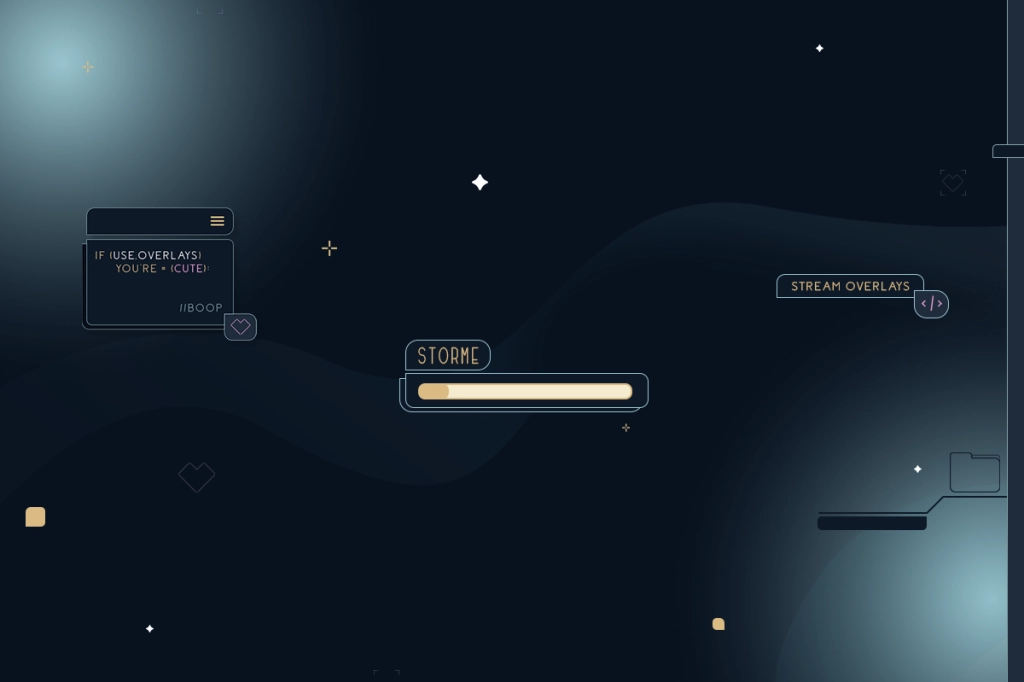 IF (USE.OVERLAYS)
YOU'RE = (CUTE);
//BOOP
STREAM OVERLAYS
</>
STORME